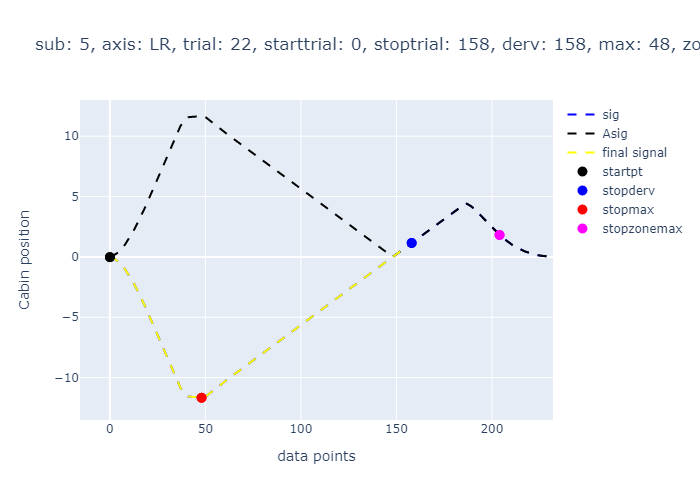 sub: 5, axis: LR, trial: 22, starttrial: 0, stoptrial: 158, derv: 158, max: 48, zo
10
5
0
−5
−10
Cabin position
0
50
100
150
200
data points
sig
Asig
final signal
startpt
stopderv
stopmax
stopzonemax